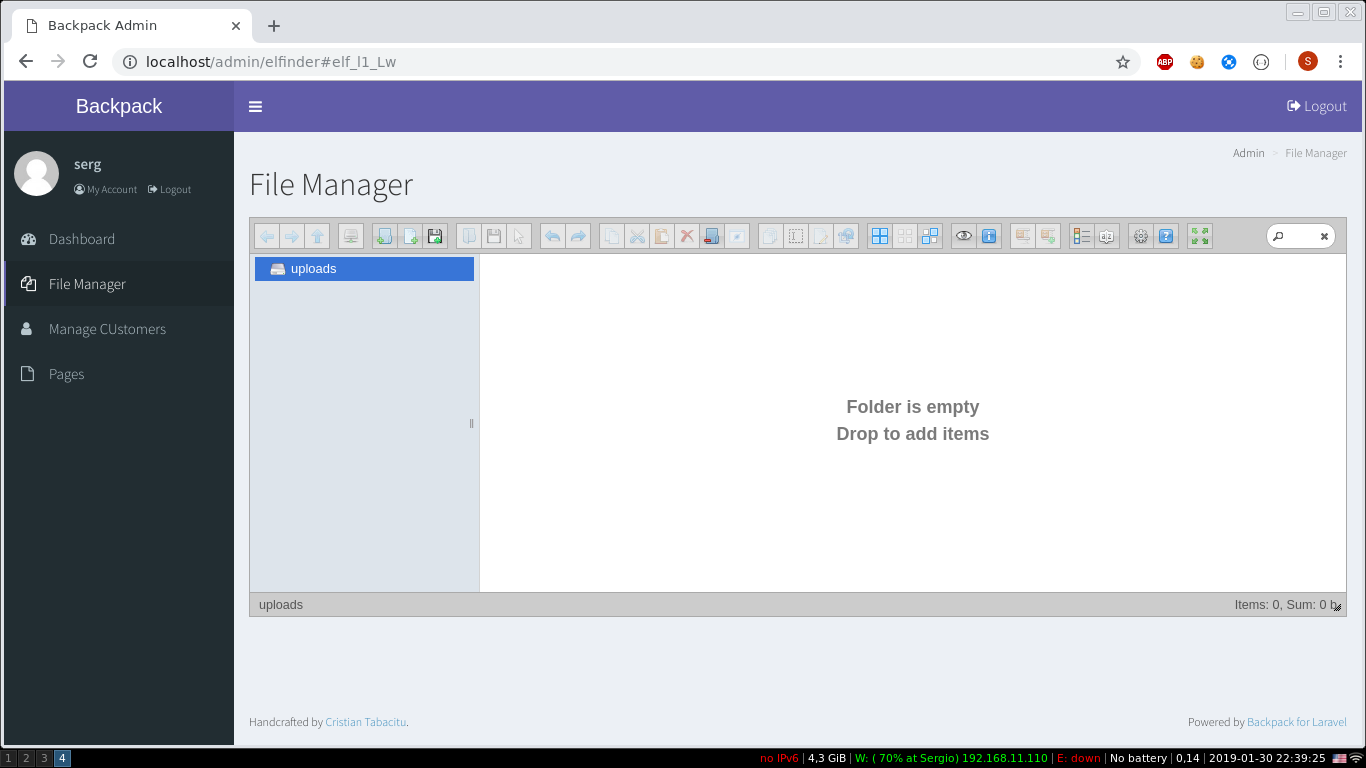 Backpack Admin
localhost/admin/elfinder#elf_l1_Lw
ABP
S
Backpack
Logout
serg
My Account Logout
Admin > File Manager
File Manager
Dashboard
File Manager
Manage CUstomers
Pages
uploads
Folder is empty
Drop to add items
uploads
Items: 0, Sum: 0 b
Handcrafted by Cristian Tabacitu.
Powered by Backpack for Laravel
1 2 3 4
no IPv6 | 4,3 GiB | W: ( 70% at Sergio) 192.168.11.110 | E: down | No battery | 0,14 | 2019-01-30 22:39:25